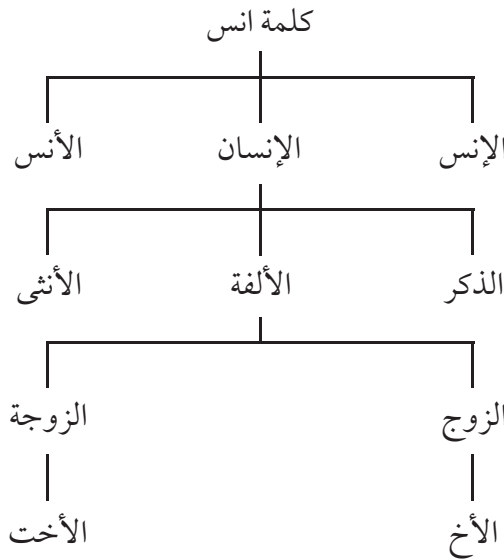 كلمة انس
الإنس الإنسان الأنس
الذكر الألفة الأنثى
الزوج الزوجة
الأخ الأخت